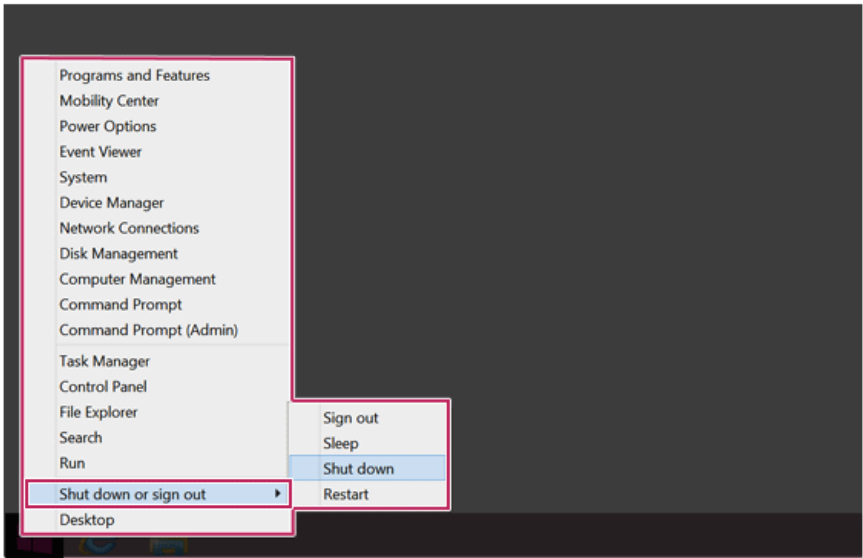 Programs and Features
Mobility Center
Power Options
Event Viewer
System
Device Manager
Network Connections
Disk Management
Computer Management
Command Prompt
Command Prompt (Admin)
Task Manager
Control Panel
File Explorer
Search
Run
Shut down or sign out
Desktop
Sign out
Sleep
Shut down
Restart